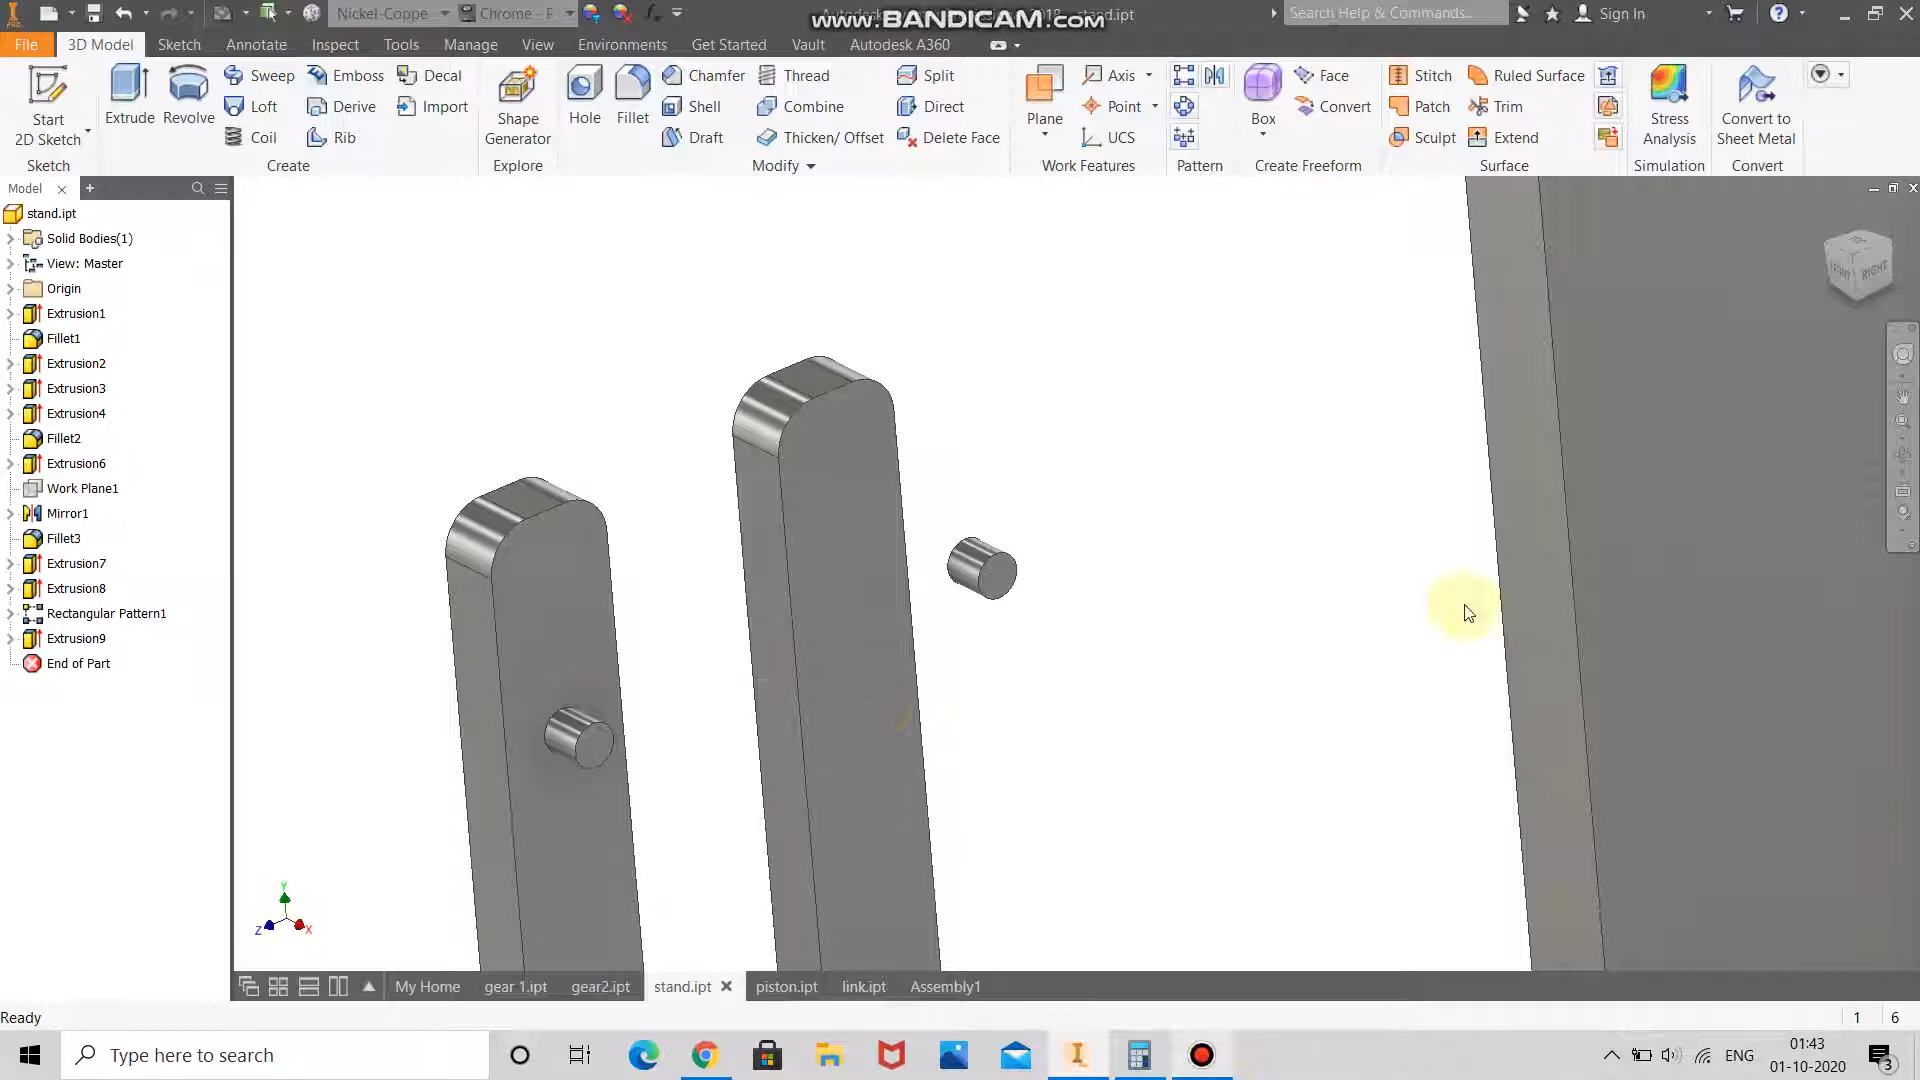 Nickel-Coppe
Chrome - F
www.BANDICAM.com
stand.ipt
Search Help & Commands...
Sign In
File
3D Model
Sketch
Annotate
Inspect
Tools
Manage
View
Environments
Get Started
Vault
Autodesk A360
Start
2D Sketch
Extrude
Revolve
Sweep
Loft
Coil
Emboss
Derive
Rib
Decal
Import
Shape
Generator
Hole
Fillet
Chamfer
Shell
Draft
Thread
Combine
Thicken/ Offset
Split
Direct
Delete Face
Plane
Axis
Point
UCS
Box
Face
Convert
Stitch
Patch
Sculpt
Ruled Surface
Trim
Extend
Stress
Analysis
Convert to
Sheet Metal
Sketch
Create
Explore
Modify
Work Features
Pattern
Create Freeform
Surface
Simulation
Convert
Model
stand.ipt
Solid Bodies(1)
View: Master
Origin
Extrusion1
Fillet1
Extrusion2
Extrusion3
Extrusion4
Fillet2
Extrusion6
Work Plane1
Mirror1
Fillet3
Extrusion7
Extrusion8
Rectangular Pattern1
Extrusion9
End of Part
RIGHT
Y
Z
X
My Home
gear 1.ipt
gear2.ipt
stand.ipt
piston.ipt
link.ipt
Assembly1
Ready
1
6
Type here to search
ENG
01:43
01-10-2020
3